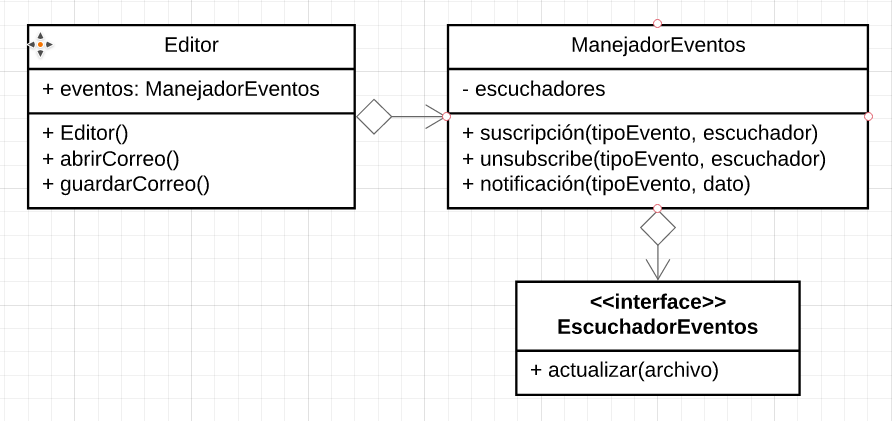 Editor
+ eventos: ManejadorEventos
+ Editor()
+ abrirCorreo()
+ guardarCorreo()
ManejadorEventos
- escuchadores
+ suscripción(tipoEvento, escuchador)
+ unsubscribe(tipoEvento, escuchador)
+ notificación(tipoEvento, dato)
<<interface>>
EscuchadorEventos
+ actualizar(archivo)